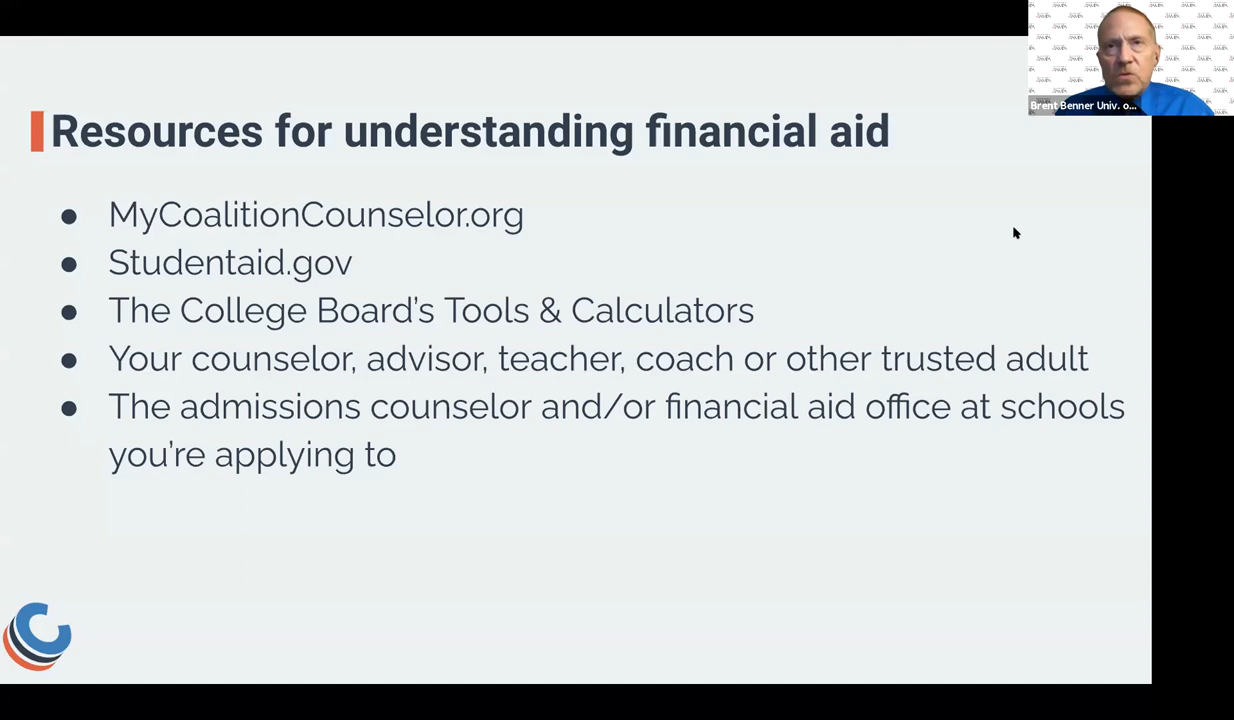 Resources for understanding financial aid
● MyCoalitionCounselor.org
● Studentaid.gov
● The College Board's Tools & Calculators
● Your counselor, advisor, teacher, coach or other trusted adult
● The admissions counselor and/or financial aid office at schools
you're applying to
Brent Benner Univ. o...